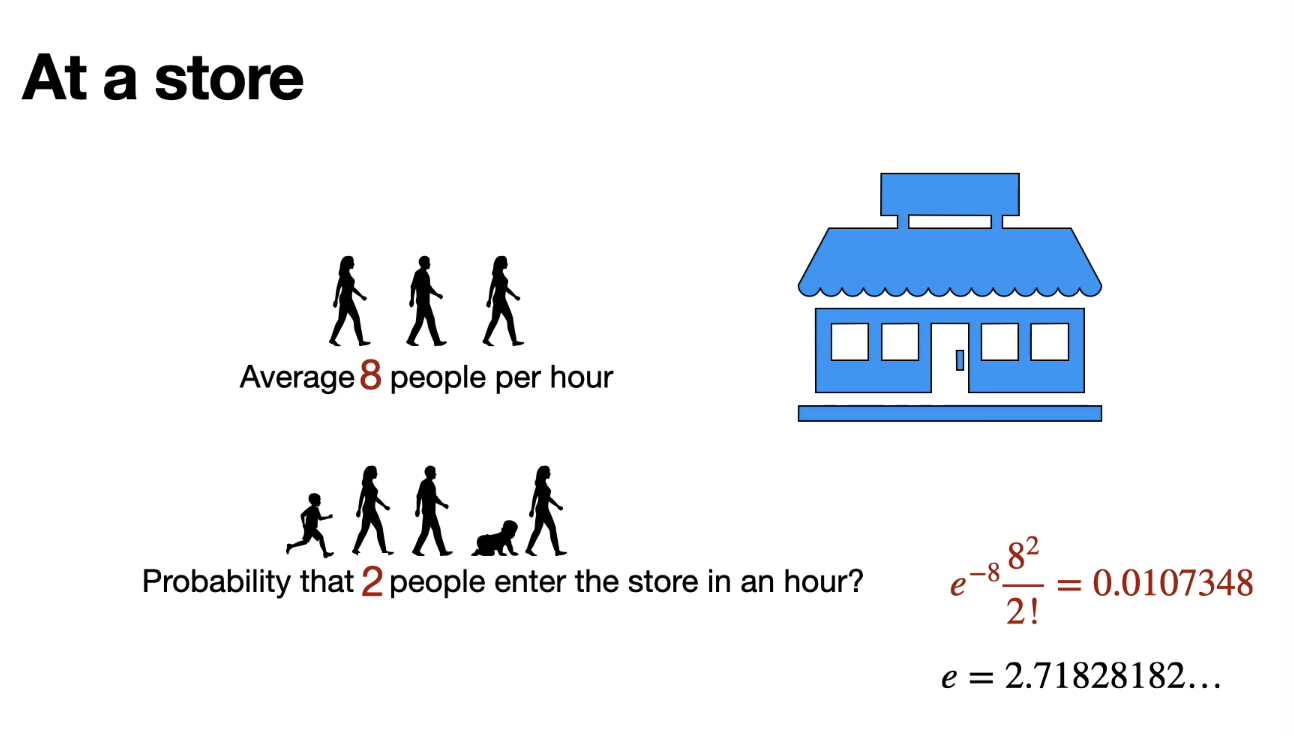 At a store
Average 8 people per hour
Probability that 2 people enter the store in an hour?
e^{-8} \frac{8^2}{2!} = 0.0107348
e = 2.71828182…